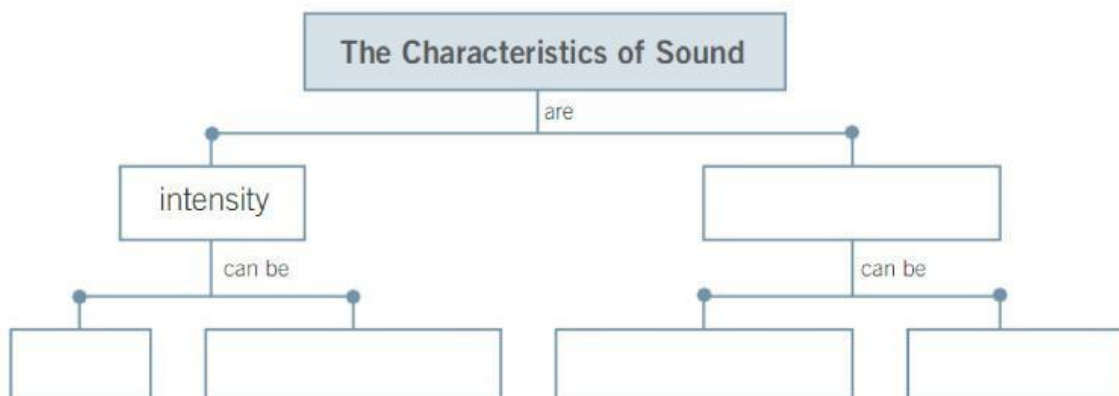 The Characteristics of Sound
are
intensity
can be
can be